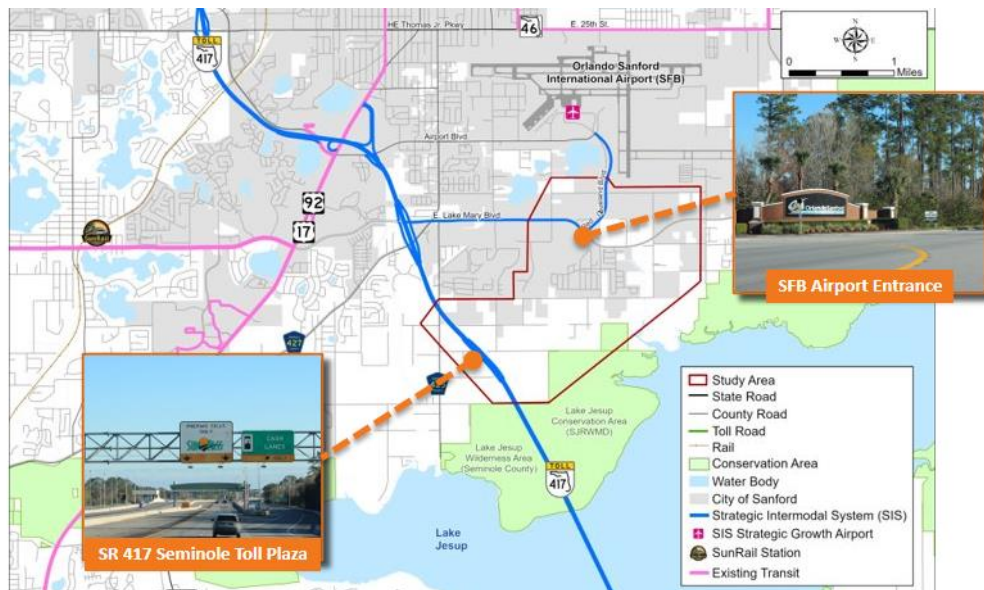 HE Thomas Jr. Pkwy
E. 25th St.
46
TOLL
417
Orlando Sanford
International Airport (SFB)
N
W
E
S
0
1
Miles
Airport Blvd
92
17
E. Lake Mary Blvd
Blvd
SunRail
427
SFB Airport Entrance
Lake Jesup
Conservation Area
(SJRWMD)
Lake Jesup
Wilderness Area
(Seminole County)
TOLL
417
Lake
Jesup
CASH
LANES
SR 417 Seminole Toll Plaza
Study Area
State Road
County Road
Toll Road
Rail
Conservation Area
Water Body
City of Sanford
Strategic Intermodal System (SIS)
SIS Strategic Growth Airport
SunRail Station
Existing Transit